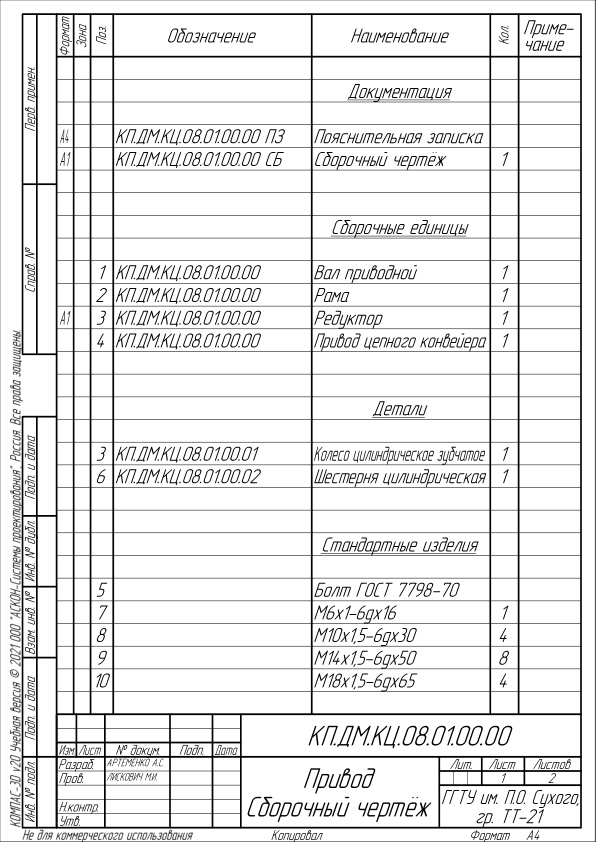 Формат Зона Поз. Обозначение Наименование Кол. Приме-
чание
Документация
А4 КП.ДМ.КЦ.08.01.00.00 ПЗ Пояснительная записка
А1 КП.ДМ.КЦ.08.01.00.00 СБ Сборочный чертёж 1
Сборочные единицы
1 КП.ДМ.КЦ.08.01.00.00 Вал приводной 1
2 КП.ДМ.КЦ.08.01.00.00 Рама 1
А1 3 КП.ДМ.КЦ.08.01.00.00 Редуктор 1
4 КП.ДМ.КЦ.08.01.00.00 Привод цепного конвейера 1
Детали
3 КП.ДМ.КЦ.08.01.00.01 Колесо цилиндрическое зубчатое 1
6 КП.ДМ.КЦ.08.01.00.02 Шестерня цилиндрическая 1
Стандартные изделия
5 Болт ГОСТ 7798-70
7 М6х1-6gх16 1
8 М10х1,5-6gх30 4
9 М14х1,5-6gх50 8
10 М18х1,5-6gх65 4
Перв. примен.
Справ. №
Подп. и дата
Инв. № дубл.
Взам. инв. №
Подп. и дата
Инв. № подл.
КОМПАС-3D v20 Учебная версия © 2021 ООО "АСКОН-Системы проектирования", Россия. Все права защищены.
КП.ДМ.КЦ.08.01.00.00
Изм. Лист № докум. Подп. Дата
Разраб. АРТЕМЕНКО А.С.
Пров. ЛИСКОВИЧ М.И.
Н.контр.
Утв.
Привод
Сборочный чертёж
Лит. Лист Листов
1 2
ГГТУ им. П.О. Сухого,
гр. ТТ-21
Не для коммерческого использования Копировал Формат А4